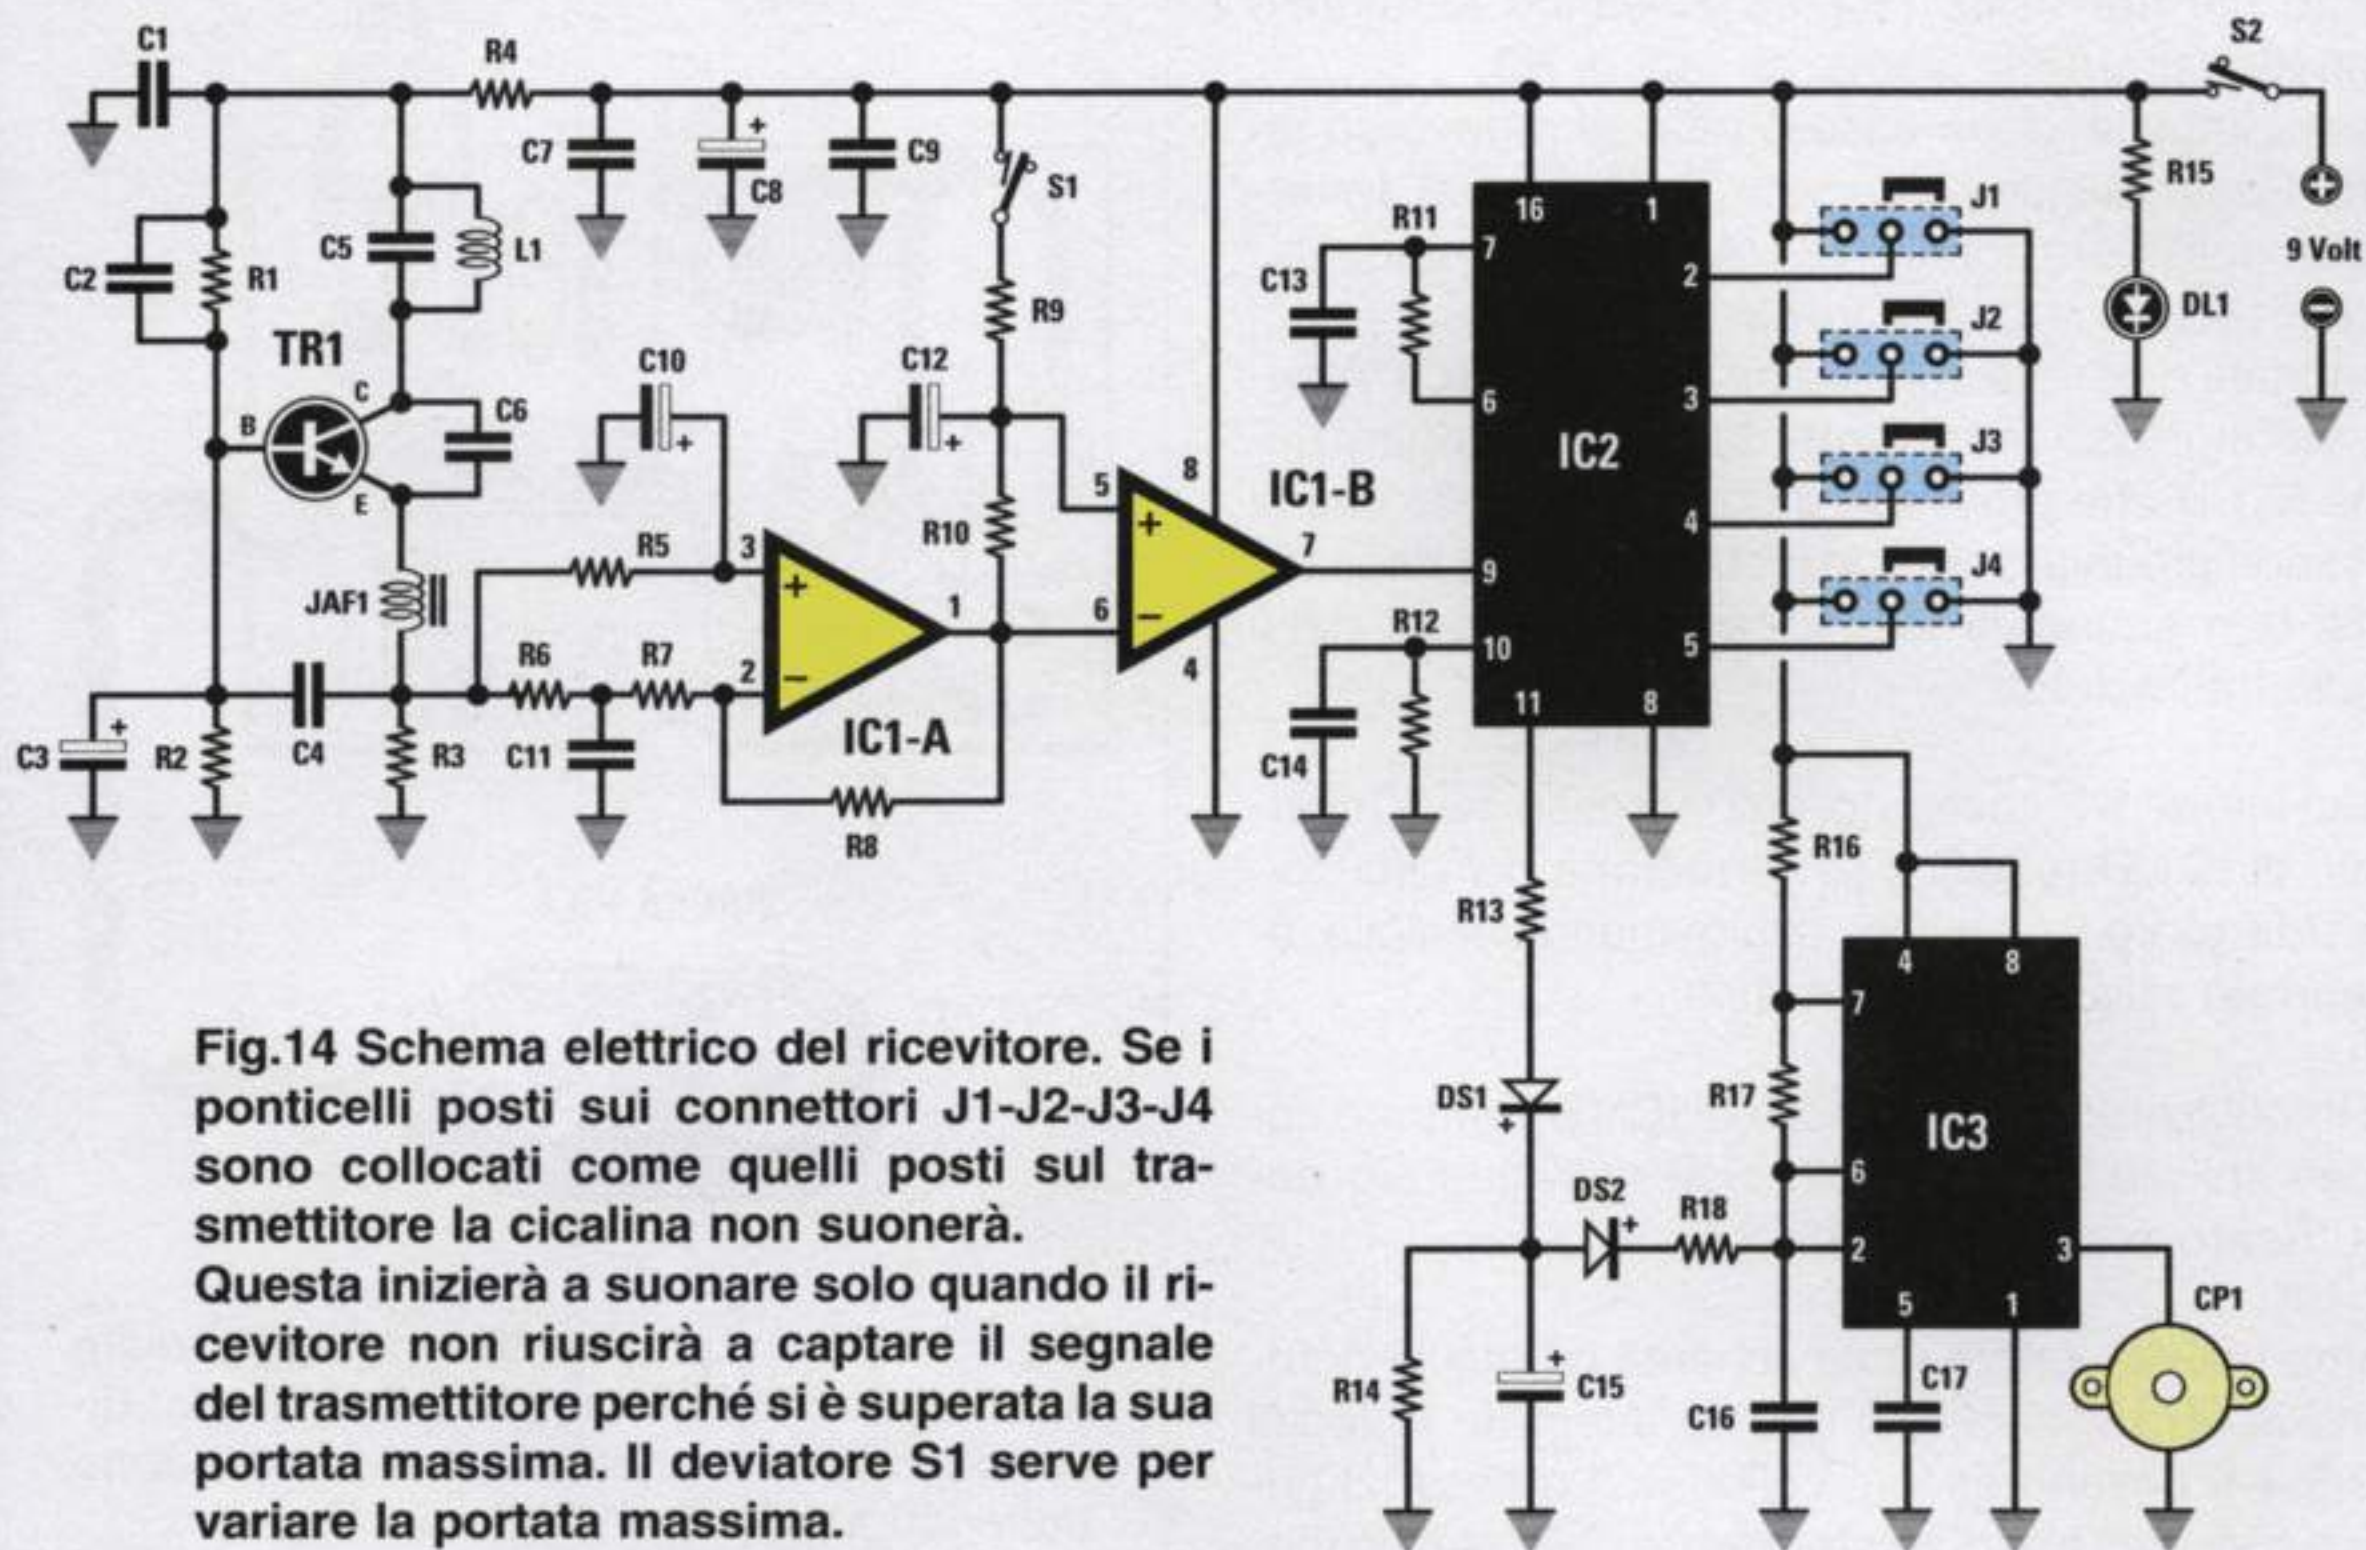 C1
R4
S2
C7
+
C8
C9
S1
R15
+
9 Volt
−
DL1
C2
R1
C5
L1
TR1
B
C
E
C6
JAF1
C10
+
C12
+
R9
R10
R5
3
+
2
−
1
IC1-A
R6
R7
C11
R8
C3
+
R2
C4
R3
5
+
6
−
8
4
7
IC1-B
R11
C13
R12
C14
16
1
7
6
IC2
9
10
11
8
2
3
4
5
J1
J2
J3
J4
R13
DS1
+
DS2
+
R18
R14
+
C15
R16
R17
C16
4
8
7
IC3
6
2
3
5
1
C17
CP1
Fig.14 Schema elettrico del ricevitore. Se i
ponticelli posti sui connettori J1-J2-J3-J4
sono collocati come quelli posti sul tra-
smettitore la cicalina non suonerà.
Questa inizierà a suonare solo quando il ri-
cevitore non riuscirà a captare il segnale
del trasmettitore perché si è superata la sua
portata massima. Il deviatore S1 serve per
variare la portata massima.